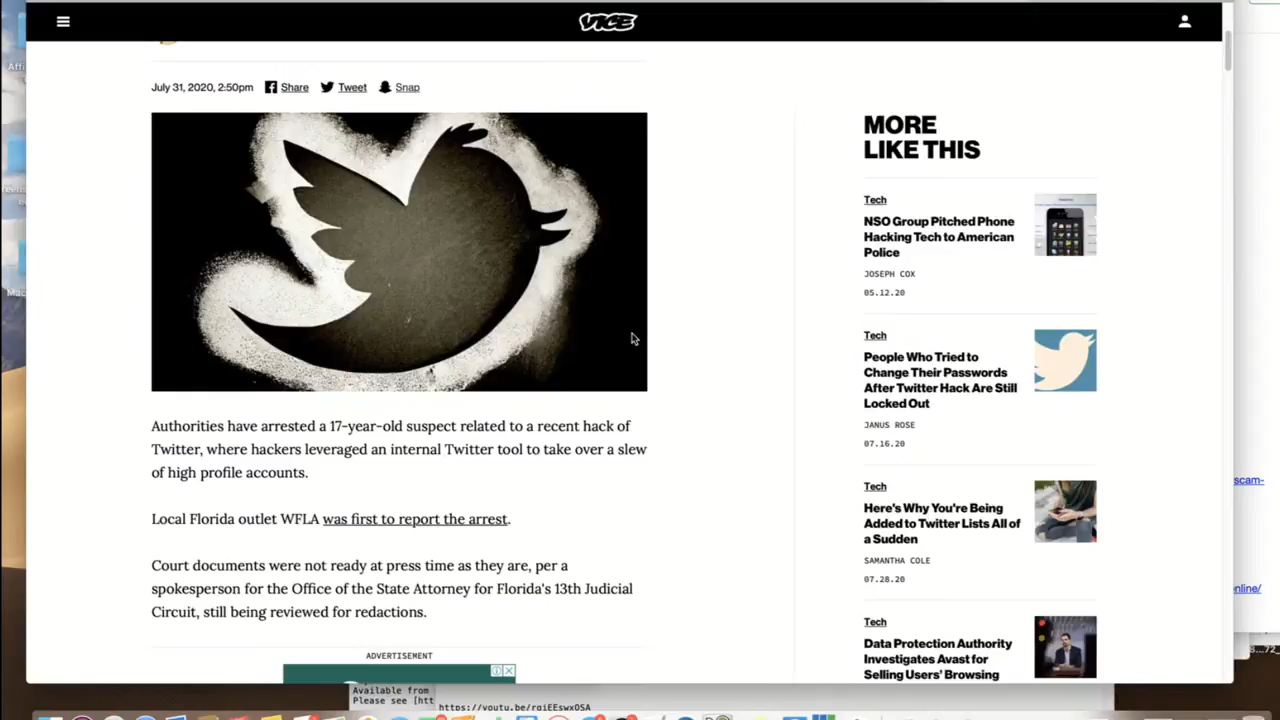 VICE
July 31, 2020, 2:50pm Share Tweet Snap
Authorities have arrested a 17-year-old suspect related to a recent hack of
Twitter, where hackers leveraged an internal Twitter tool to take over a slew
of high profile accounts.
Local Florida outlet WFLA was first to report the arrest.
Court documents were not ready at press time as they are, per a
spokesperson for the Office of the State Attorney for Florida's 13th Judicial
Circuit, still being reviewed for redactions.
ADVERTISEMENT
MORE
LIKE THIS
Tech
NSO Group Pitched Phone
Hacking Tech to American
Police
JOSEPH COX
05.12.20
Tech
People Who Tried to
Change Their Passwords
After Twitter Hack Are Still
Locked Out
JANUS ROSE
07.16.20
Tech
Here's Why You're Being
Added to Twitter Lists All of
a Sudden
SAMANTHA COLE
07.28.20
Tech
Data Protection Authority
Investigates Avast for
Selling Users' Browsing
scam-
nline/
Available from
Please see [htt
https://youtu.be/rqiEEswxOSA